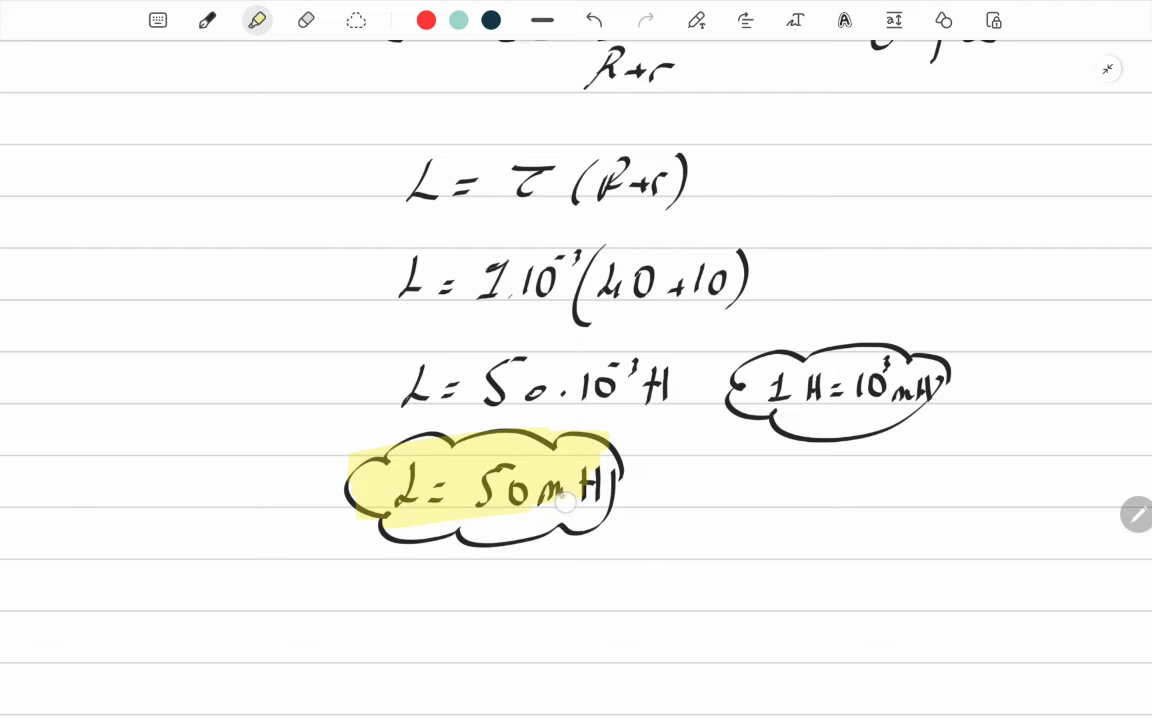 R+r
L = τ (R+r)
L = 1.10⁻³(40+10)
L = 50.10⁻³H 1 H = 10³mH
L = 50mH